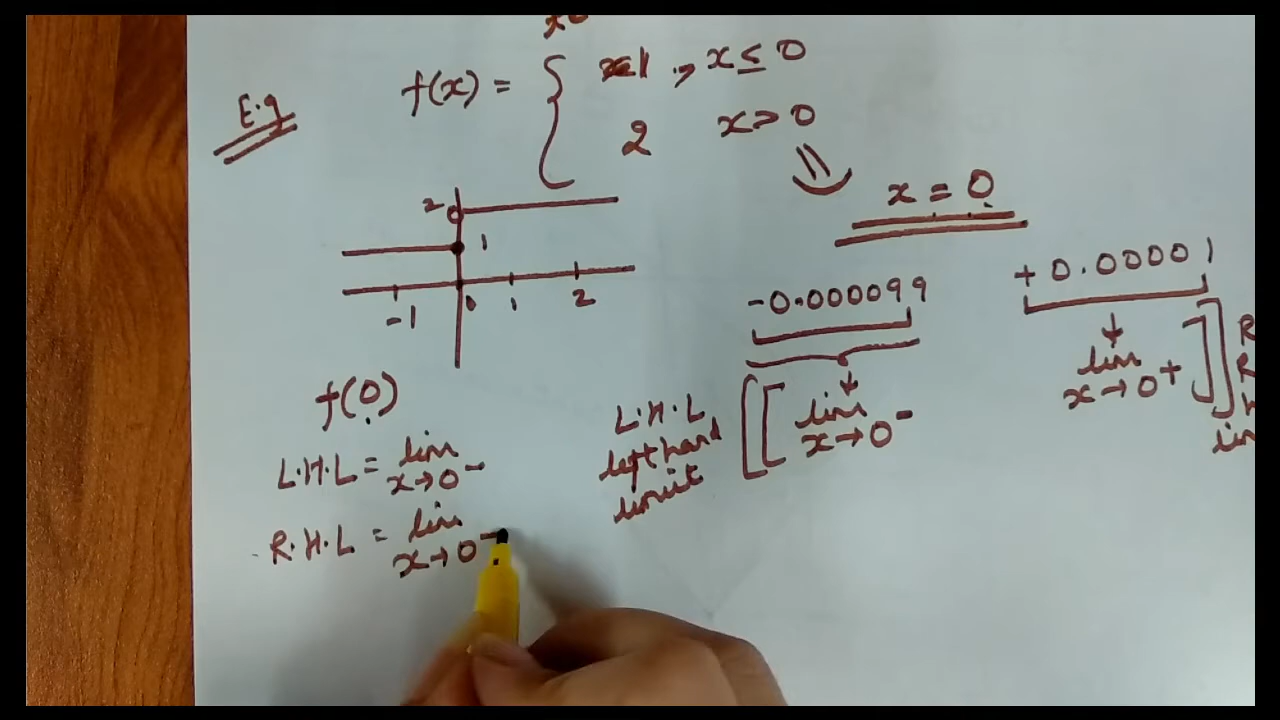 E.g
f(x) = { 1 , x ≤ 0
2 x > 0
x = 0
2
1
-1 0 1 2
-0.000099
+0.00001
lim
x→0-
lim
x→0+
L.H.L
left hand
limit
R
R
lim
f(0)
L.H.L = lim
x→0-
R.H.L = lim
x→0-